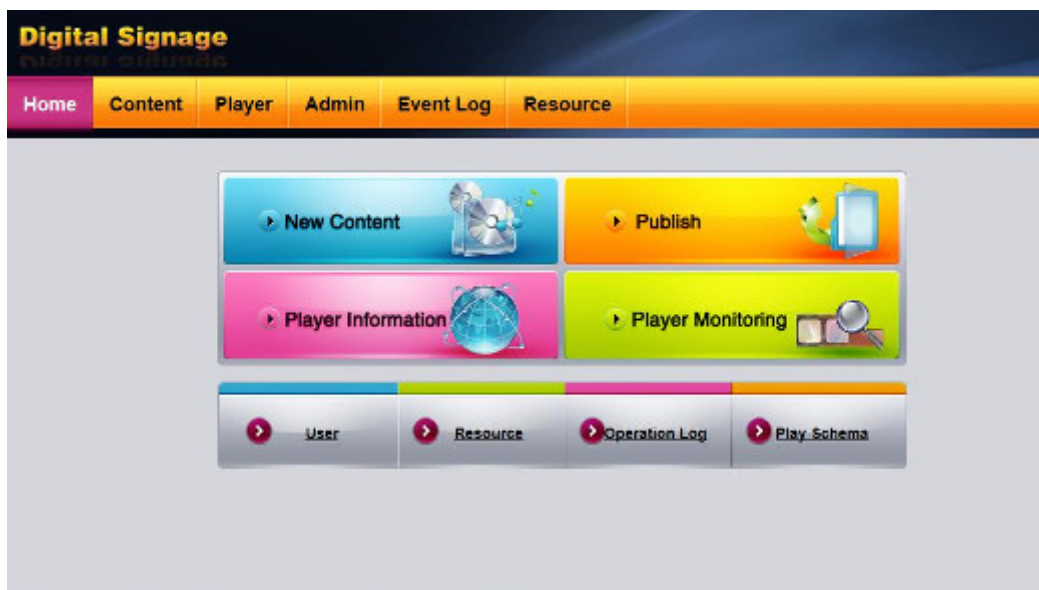 Digital Signage
Home Content Player Admin Event Log Resource
New Content Publish
Player Information Player Monitoring
User Resource Operation Log Play Schema